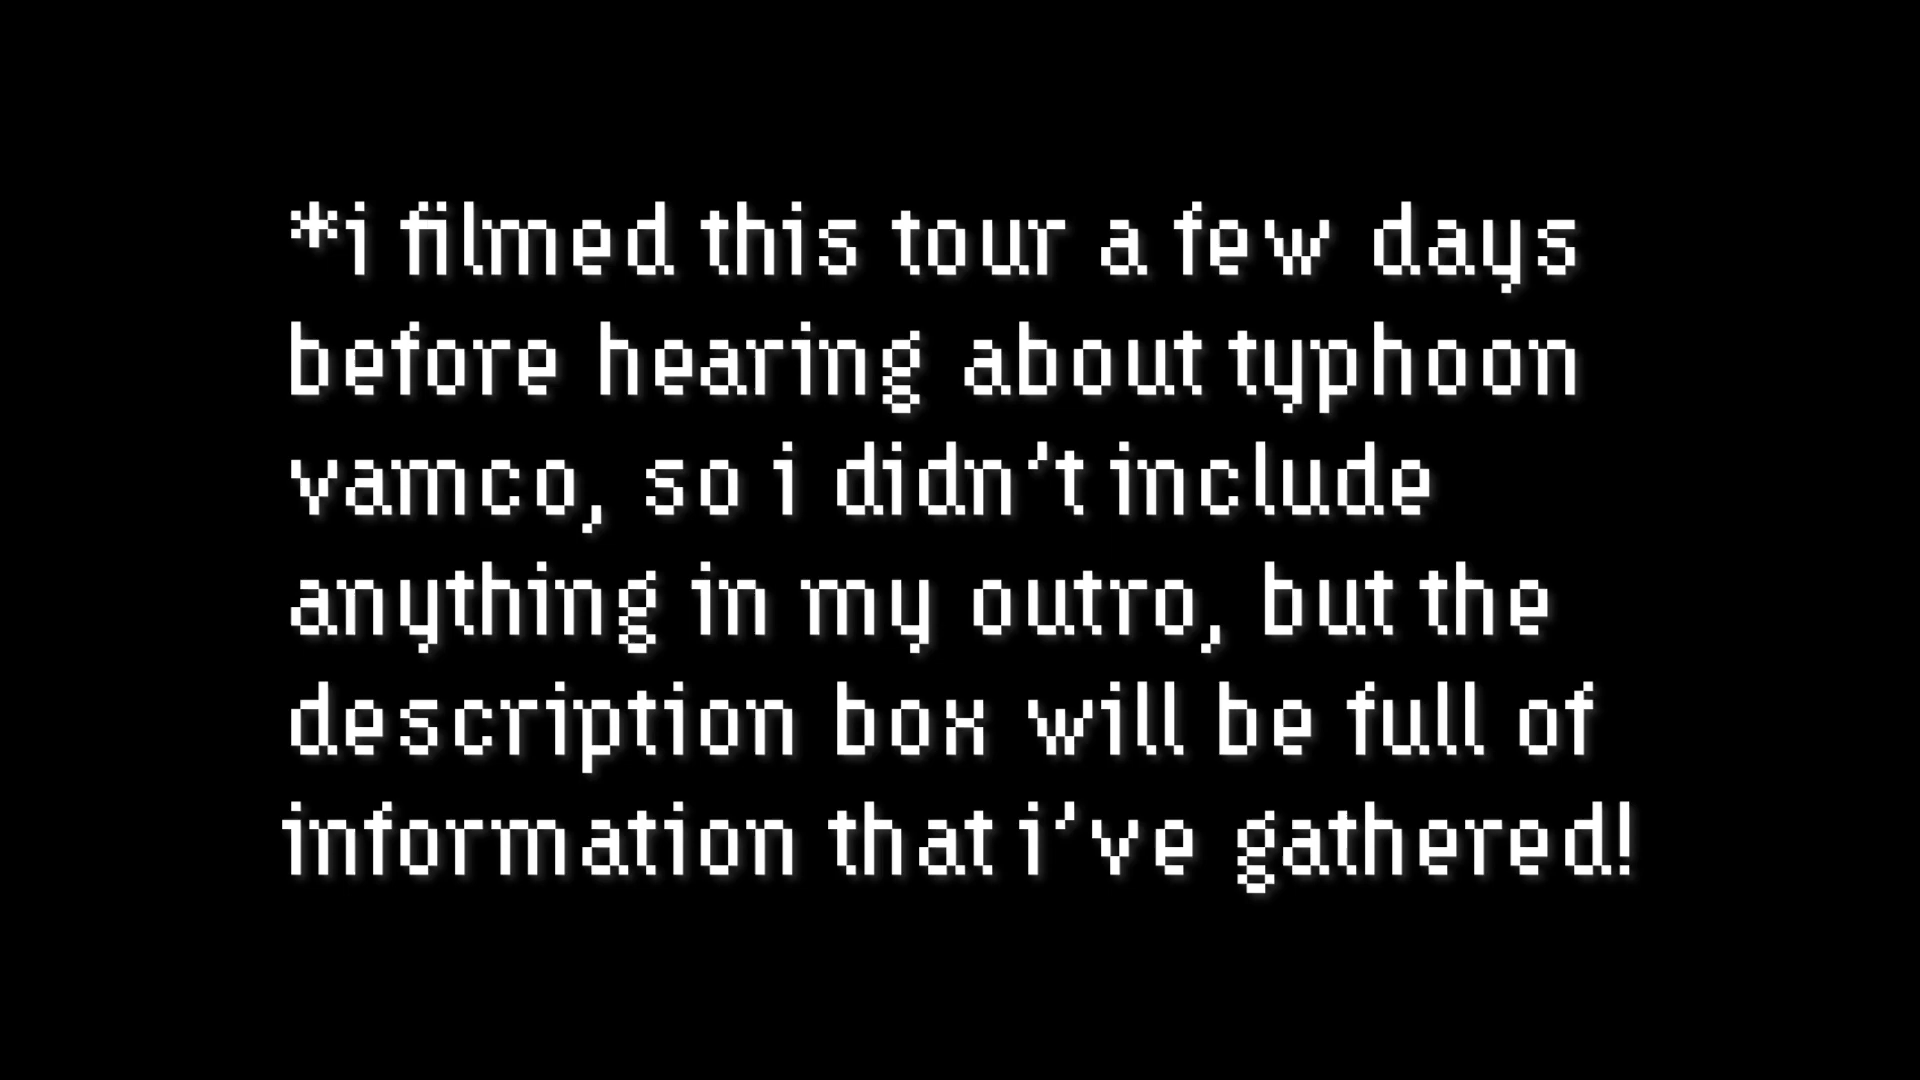 *i filmed this tour a few days
before hearing about typhoon
vamco, so i didn't include
anything in my outro, but the
description box will be full of
information that i've gathered!